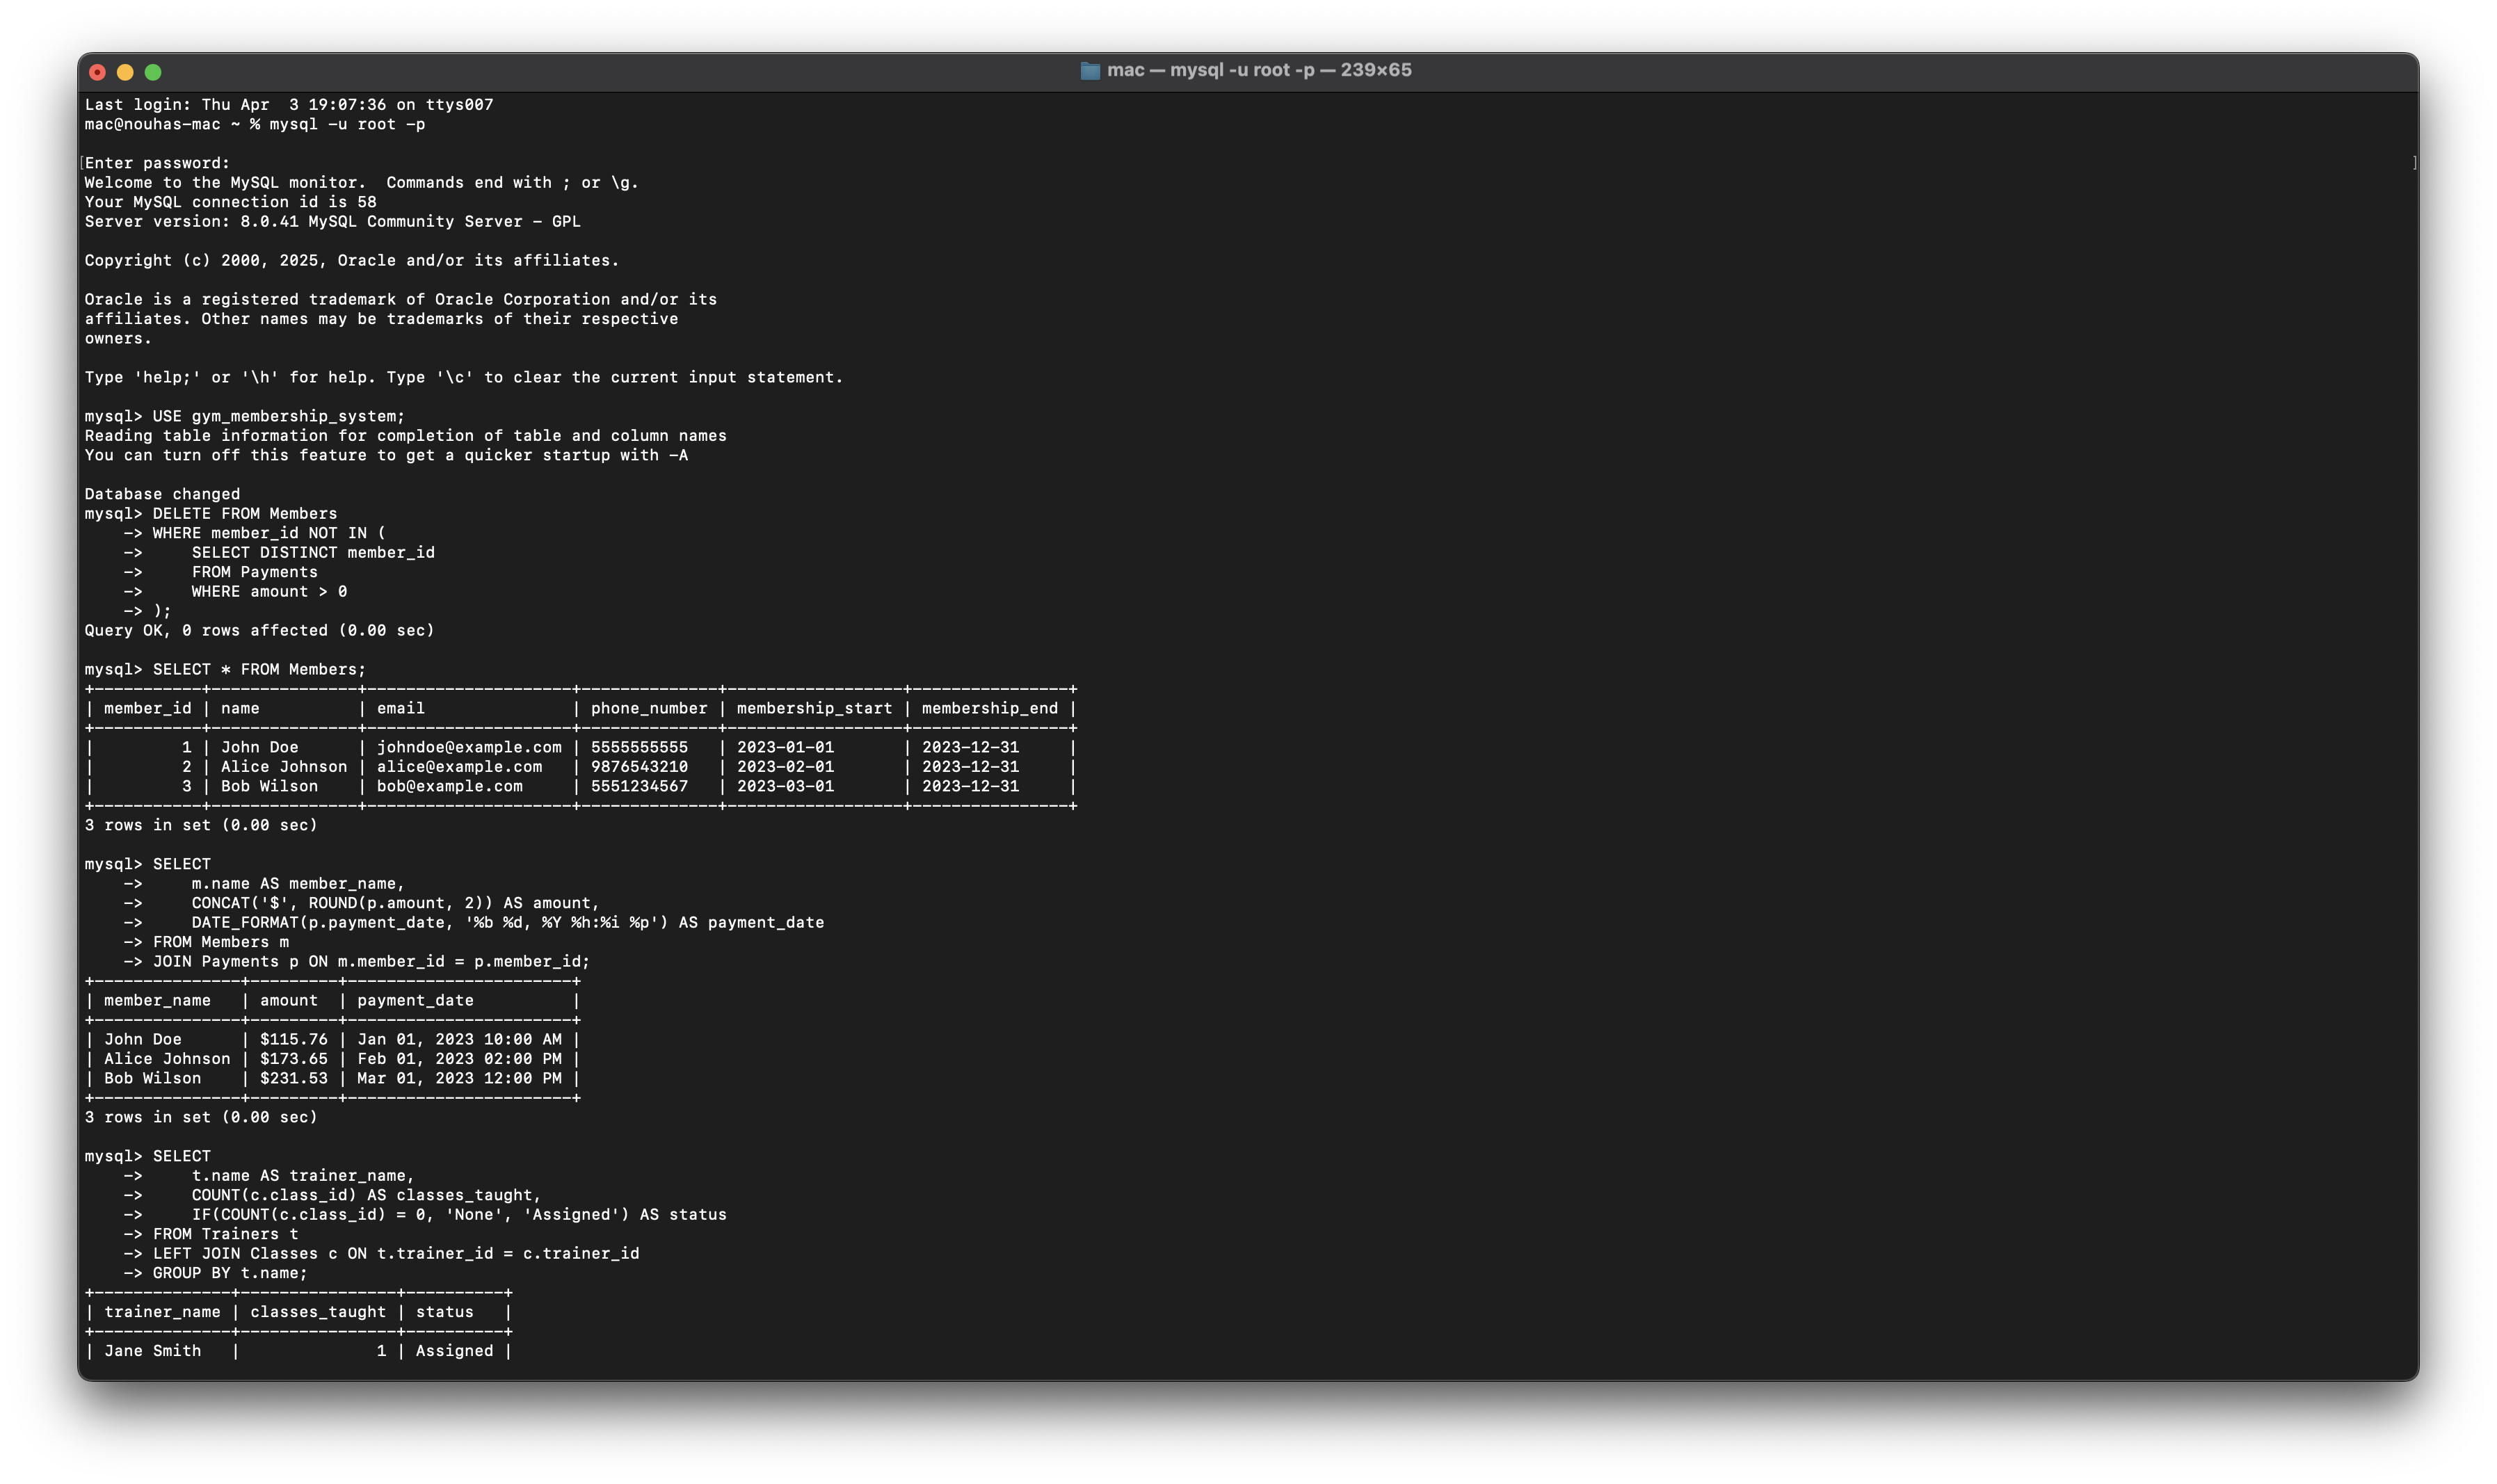 mac — mysql -u root -p — 239×65
Last login: Thu Apr  3 19:07:36 on ttys007
mac@nouhas-mac ~ % mysql -u root -p
[Enter password: ]
Welcome to the MySQL monitor.  Commands end with ; or \g.
Your MySQL connection id is 58
Server version: 8.0.41 MySQL Community Server - GPL
Copyright (c) 2000, 2025, Oracle and/or its affiliates.
Oracle is a registered trademark of Oracle Corporation and/or its
affiliates. Other names may be trademarks of their respective
owners.
Type 'help;' or '\h' for help. Type '\c' to clear the current input statement.
mysql> USE gym_membership_system;
Reading table information for completion of table and column names
You can turn off this feature to get a quicker startup with -A
Database changed
mysql> DELETE FROM Members
    -> WHERE member_id NOT IN (
    ->     SELECT DISTINCT member_id
    ->     FROM Payments
    ->     WHERE amount > 0
    -> );
Query OK, 0 rows affected (0.00 sec)
mysql> SELECT * FROM Members;
+-----------+---------------+---------------------+--------------+------------------+----------------+
| member_id | name          | email               | phone_number | membership_start | membership_end |
+-----------+---------------+---------------------+--------------+------------------+----------------+
|         1 | John Doe      | johndoe@example.com | 5555555555   | 2023-01-01       | 2023-12-31     |
|         2 | Alice Johnson | alice@example.com   | 9876543210   | 2023-02-01       | 2023-12-31     |
|         3 | Bob Wilson    | bob@example.com     | 5551234567   | 2023-03-01       | 2023-12-31     |
+-----------+---------------+---------------------+--------------+------------------+----------------+
3 rows in set (0.00 sec)
mysql> SELECT
    ->     m.name AS member_name,
    ->     CONCAT('$', ROUND(p.amount, 2)) AS amount,
    ->     DATE_FORMAT(p.payment_date, '%b %d, %Y %h:%i %p') AS payment_date
    -> FROM Members m
    -> JOIN Payments p ON m.member_id = p.member_id;
+---------------+---------+-----------------------+
| member_name   | amount  | payment_date          |
+---------------+---------+-----------------------+
| John Doe      | $115.76 | Jan 01, 2023 10:00 AM |
| Alice Johnson | $173.65 | Feb 01, 2023 02:00 PM |
| Bob Wilson    | $231.53 | Mar 01, 2023 12:00 PM |
+---------------+---------+-----------------------+
3 rows in set (0.00 sec)
mysql> SELECT
    ->     t.name AS trainer_name,
    ->     COUNT(c.class_id) AS classes_taught,
    ->     IF(COUNT(c.class_id) = 0, 'None', 'Assigned') AS status
    -> FROM Trainers t
    -> LEFT JOIN Classes c ON t.trainer_id = c.trainer_id
    -> GROUP BY t.name;
+--------------+----------------+----------+
| trainer_name | classes_taught | status   |
+--------------+----------------+----------+
| Jane Smith   |              1 | Assigned |